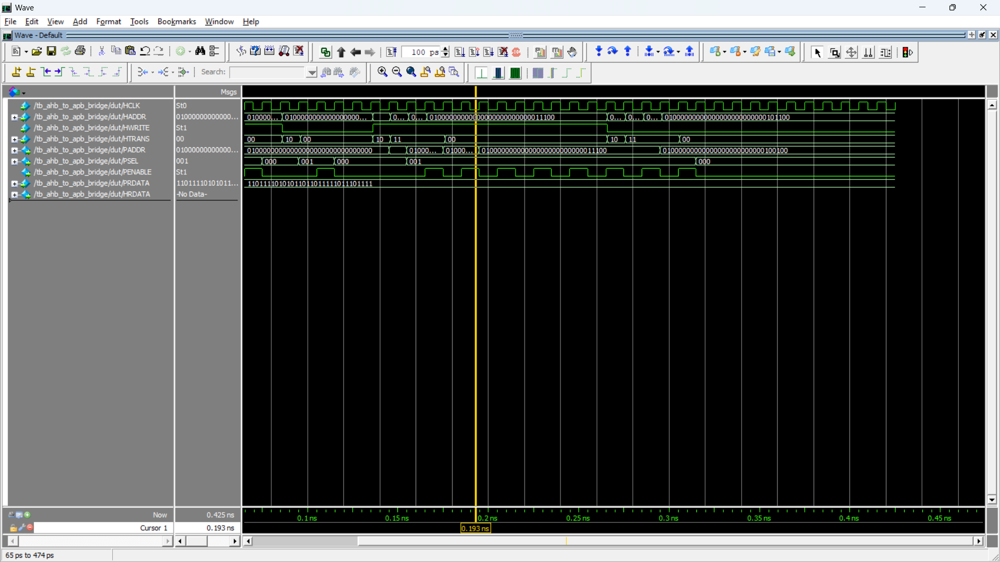 Wave
File Edit View Add Format Tools Bookmarks Window Help
Wave - Default
100 ps
Search:
Msgs
/tb_ahb_to_apb_bridge/dut/HCLK St0
/tb_ahb_to_apb_bridge/dut/HADDR 01000000000000... 010000... 0100000000000000000... 0... 0... 01000000000000000000000000011100 0... 0... 0... 01000000000000000000000000101100
/tb_ahb_to_apb_bridge/dut/HWRITE St1
/tb_ahb_to_apb_bridge/dut/HTRANS 00 00 10 00 10 11 00 10 11 00
/tb_ahb_to_apb_bridge/dut/PADDR 01000000000000... 01000000000000000000000000000000 01000... 01000... 01000000000000000000000000011100 01000000000000000000000000100100
/tb_ahb_to_apb_bridge/dut/PSEL 001 000 001 000 001 000
/tb_ahb_to_apb_bridge/dut/PENABLE St1
/tb_ahb_to_apb_bridge/dut/PRDATA 11011110101011... 11011110101011011011111011101111
/tb_ahb_to_apb_bridge/dut/HRDATA -No Data-
Now 0.425 ns 0.1 ns 0.15 ns 0.2 ns 0.25 ns 0.3 ns 0.35 ns 0.4 ns 0.45 ns
Cursor 1 0.193 ns 0.193 ns
65 ps to 474 ps